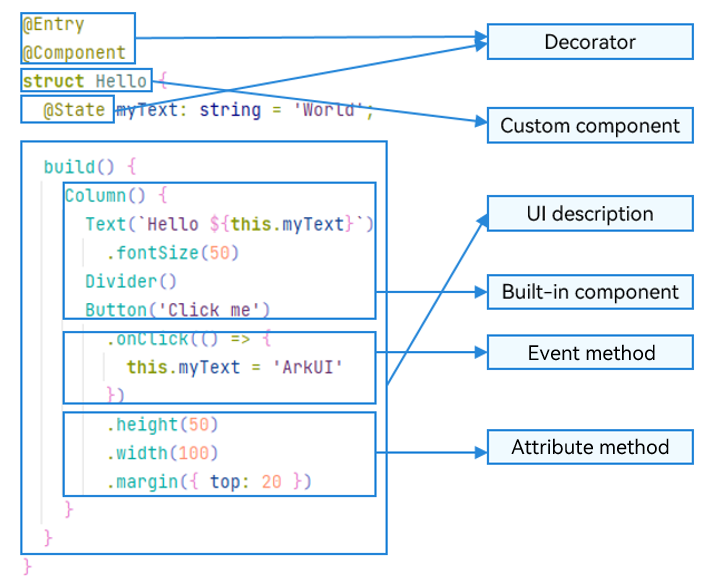 @Entry
@Component
struct Hello {
@State myText: string = 'World';
build() {
Column() {
Text(`Hello ${this.myText}`)
.fontSize(50)
Divider()
Button('Click me')
.onClick(() => {
this.myText = 'ArkUI'
})
.height(50)
.width(100)
.margin({ top: 20 })
}
}
}
Decorator
Custom component
UI description
Built-in component
Event method
Attribute method